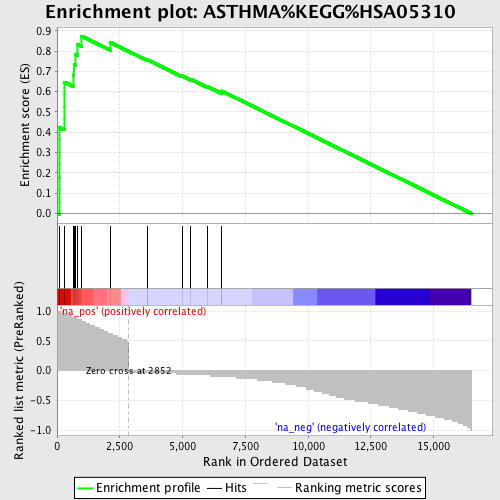 Enrichment plot: ASTHMA%KEGG%HSA05310
Enrichment score (ES)
0.9
0.8
0.7
0.6
0.5
0.4
0.3
0.2
0.1
0.0
Ranked list metric (PreRanked)
1.0
0.5
0.0
-0.5
-1.0
'na_pos' (positively correlated)
Zero cross at 2852
'na_neg' (negatively correlated)
0
2,500
5,000
7,500
10,000
12,500
15,000
Rank in Ordered Dataset
Enrichment profile
Hits
Ranking metric scores